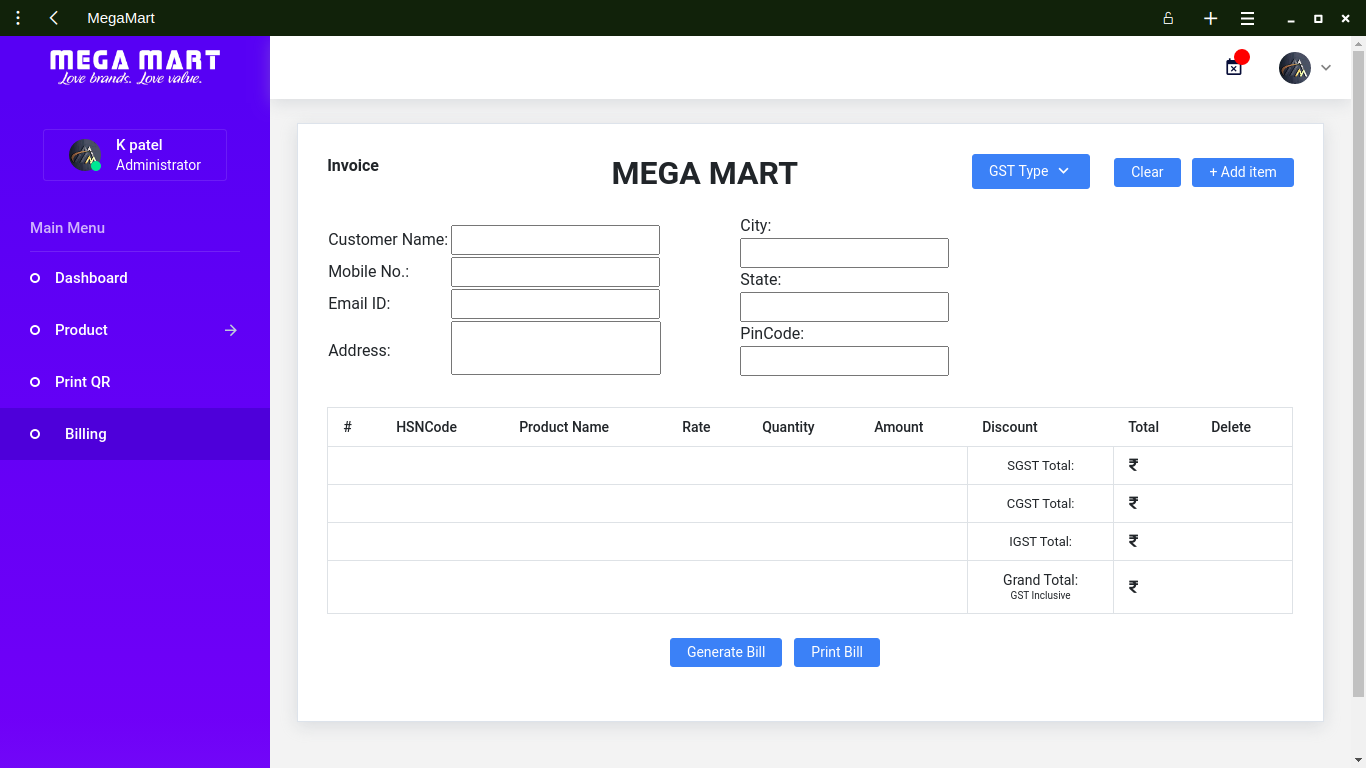 MegaMart
MEGA MART
Love brands. Love value.
K patel
Administrator
Main Menu
Dashboard
Product
Print QR
Billing
Invoice
MEGA MART
GST Type
Clear
+ Add item
Customer Name:
Mobile No.:
Email ID:
Address:
City:
State:
PinCode:
# HSNCode Product Name Rate Quantity Amount Discount Total Delete
SGST Total: ₹
CGST Total: ₹
IGST Total: ₹
Grand Total: ₹
GST Inclusive
Generate Bill
Print Bill